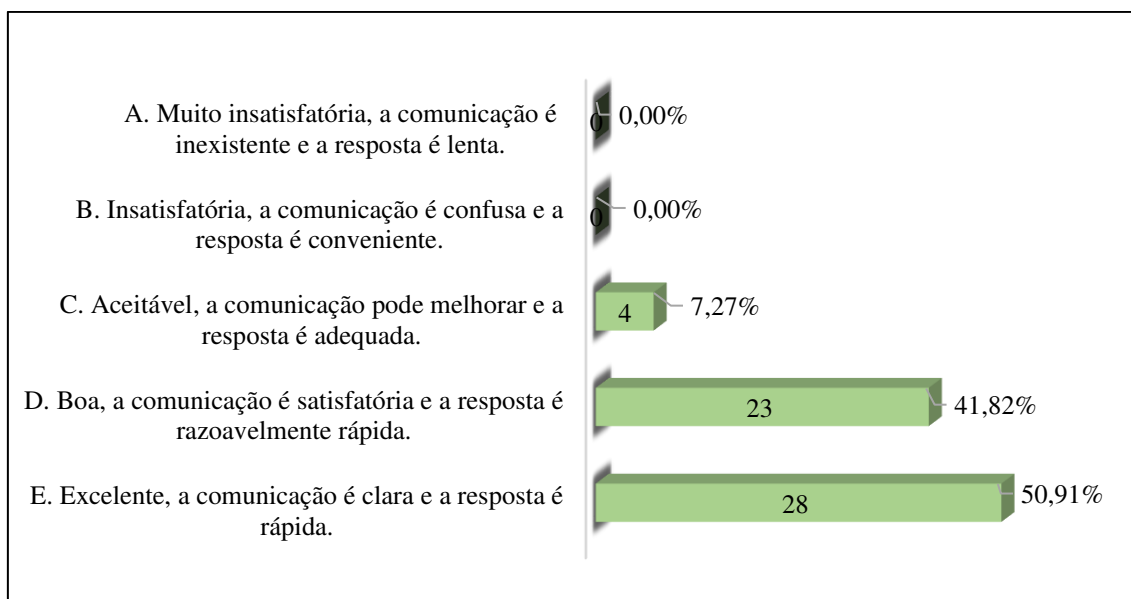 A. Muito insatisfatória, a comunicação é
inexistente e a resposta é lenta.
0
0,00%
B. Insatisfatória, a comunicação é confusa e a
resposta é conveniente.
0
0,00%
C. Aceitável, a comunicação pode melhorar e a
resposta é adequada.
4
7,27%
D. Boa, a comunicação é satisfatória e a resposta é
razoavelmente rápida.
23
41,82%
E. Excelente, a comunicação é clara e a resposta é
rápida.
28
50,91%